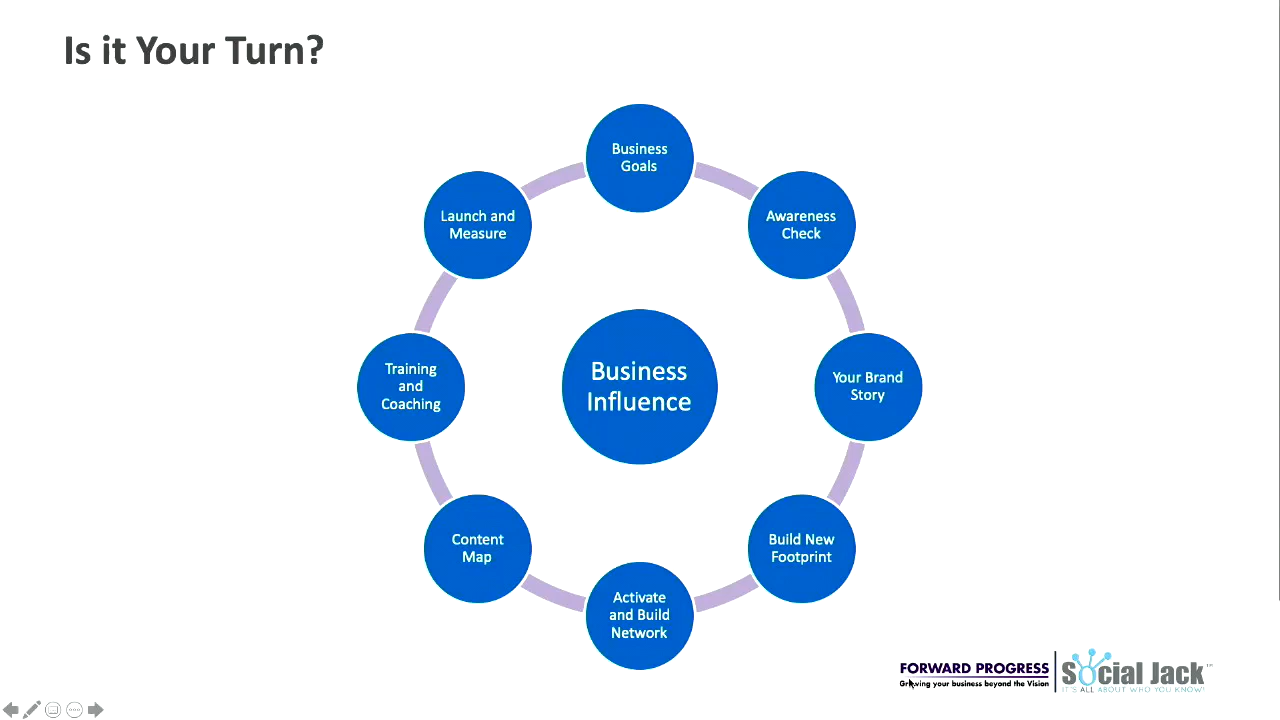 Is it Your Turn?
Business
Goals
Awareness
Check
Your Brand
Story
Build New
Footprint
Activate
and Build
Network
Content
Map
Training
and
Coaching
Launch and
Measure
Business
Influence
FORWARD PROGRESS
Growing your business beyond the Vision
Social Jack™
IT'S ALL ABOUT WHO YOU KNOW!